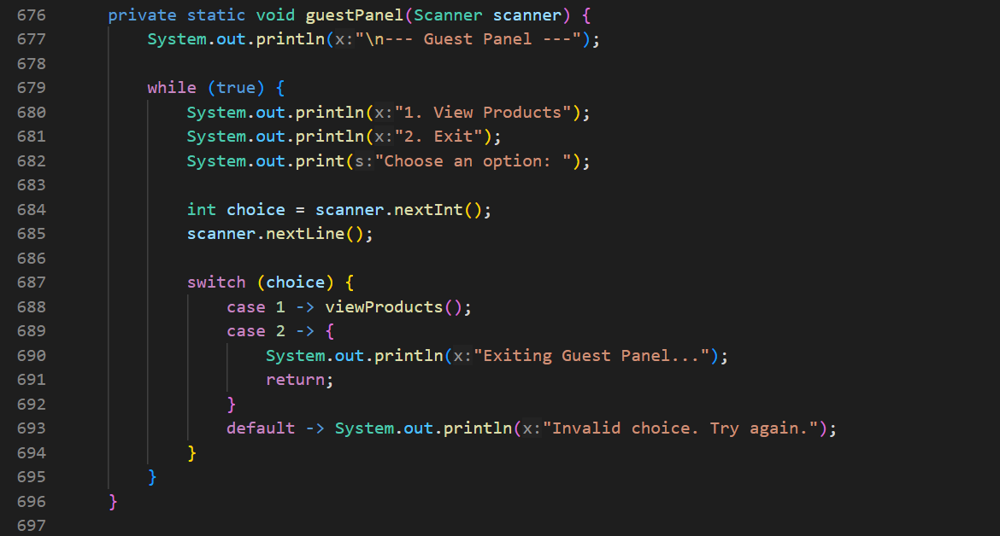 676 private static void guestPanel(Scanner scanner) {
677 System.out.println(x:"\n--- Guest Panel ---");
678
679 while (true) {
680 System.out.println(x:"1. View Products");
681 System.out.println(x:"2. Exit");
682 System.out.print(s:"Choose an option: ");
683
684 int choice = scanner.nextInt();
685 scanner.nextLine();
686
687 switch (choice) {
688 case 1 -> viewProducts();
689 case 2 -> {
690 System.out.println(x:"Exiting Guest Panel...");
691 return;
692 }
693 default -> System.out.println(x:"Invalid choice. Try again.");
694 }
695 }
696 }
697